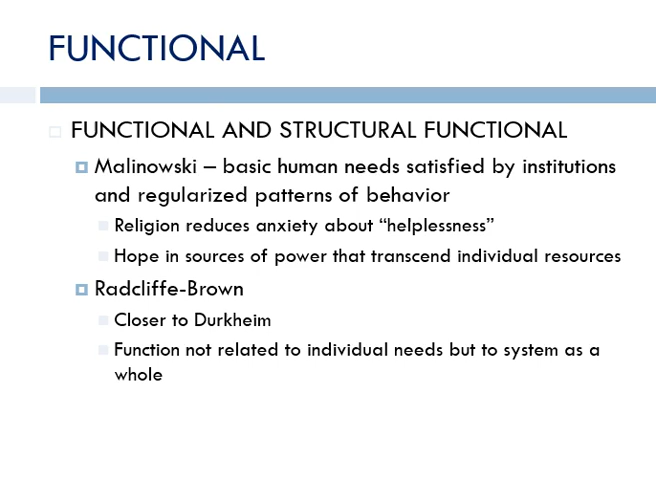 FUNCTIONAL
FUNCTIONAL AND STRUCTURAL FUNCTIONAL
Malinowski – basic human needs satisfied by institutions
and regularized patterns of behavior
Religion reduces anxiety about “helplessness”
Hope in sources of power that transcend individual resources
Radcliffe-Brown
Closer to Durkheim
Function not related to individual needs but to system as a
whole